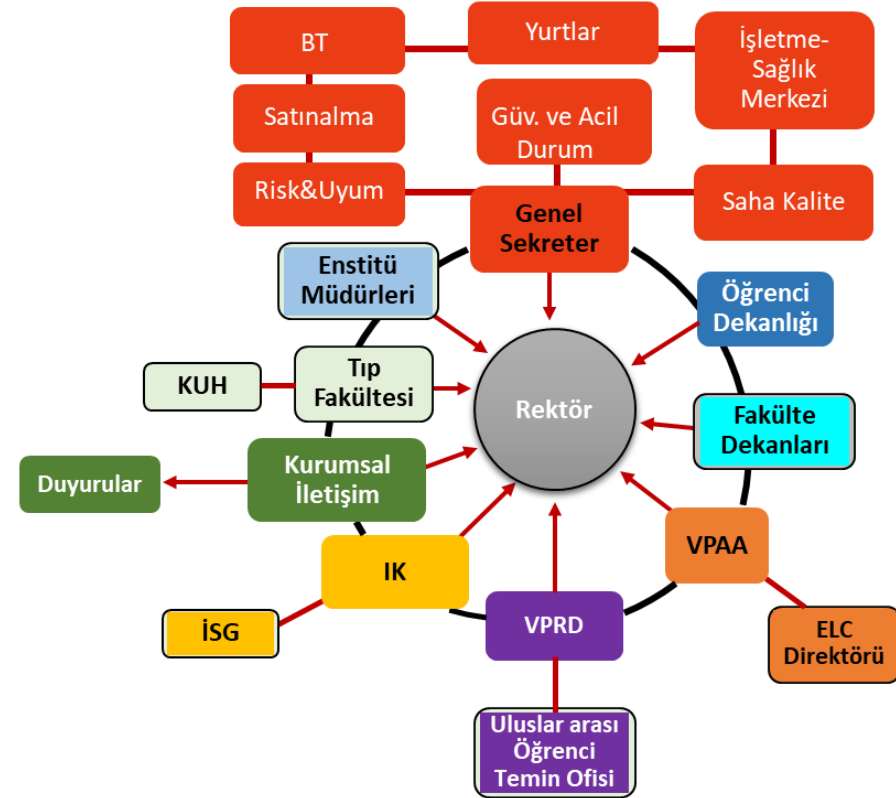 BT
Yurtlar
İşletme-
Sağlık
Merkezi
Satınalma
Güv. ve Acil
Durum
Risk&Uyum
Saha Kalite
Genel
Sekreter
Enstitü
Müdürleri
Öğrenci
Dekanlığı
KUH
Tıp
Fakültesi
Rektör
Fakülte
Dekanları
Duyurular
Kurumsal
İletişim
VPAA
IK
İSG
VPRD
ELC
Direktörü
Uluslar arası
Öğrenci
Temin Ofisi